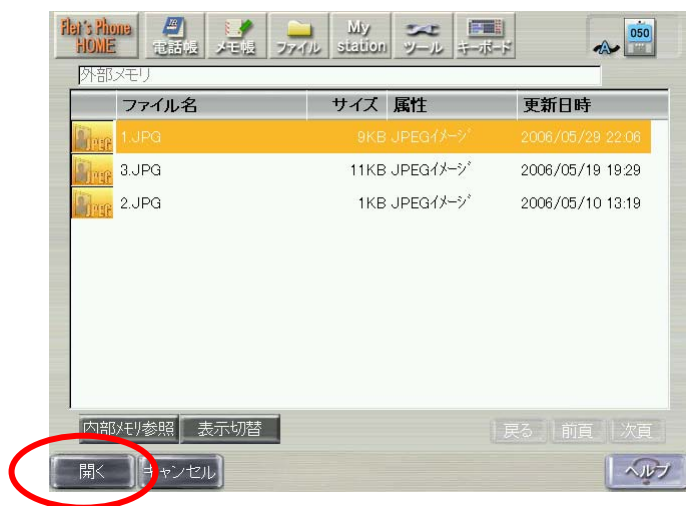 Flet's Phone HOME 電話帳 メモ帳 ファイル My station ツール キーボード 050
外部メモリ
ファイル名 サイズ 属性 更新日時
JPEG 1.JPG 9KB JPEGイメージ 2006/05/29 22:06
JPEG 3.JPG 11KB JPEGイメージ 2006/05/19 19:29
JPEG 2.JPG 1KB JPEGイメージ 2006/05/10 13:19
内部メモリ参照 表示切替 戻る 前頁 次頁
開く キャンセル ヘルプ